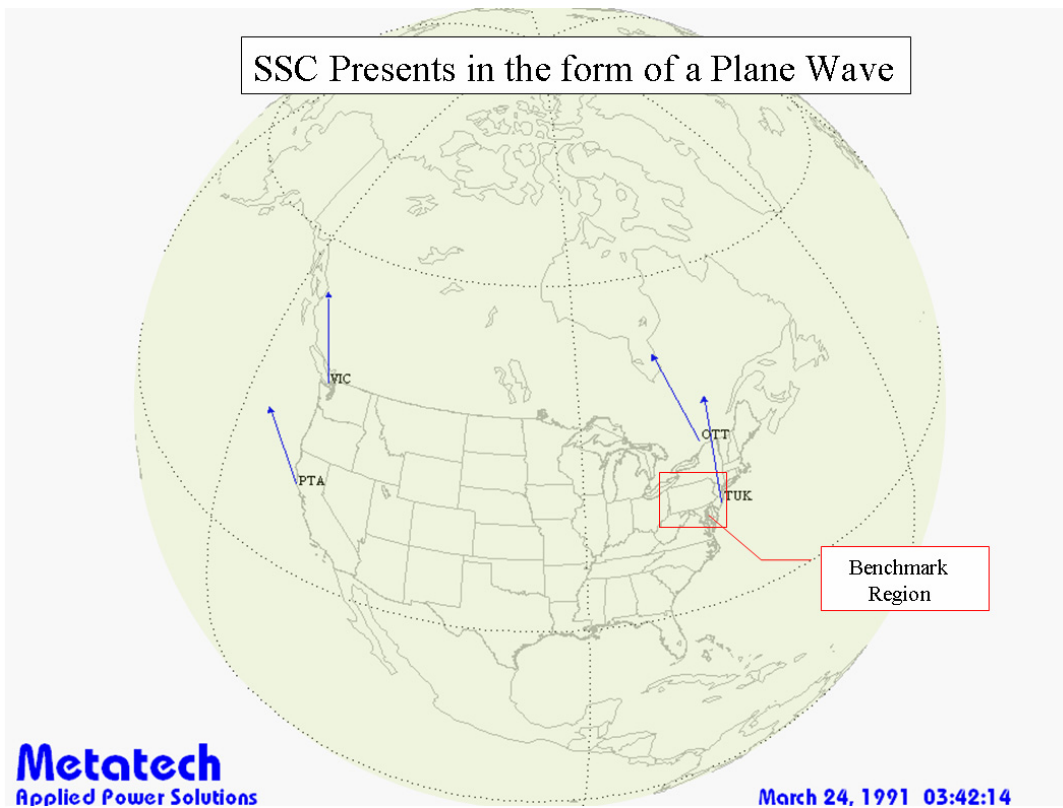 SSC Presents in the form of a Plane Wave
VIC
PTA
OTT
TUK
Benchmark
Region
Metatech
Applied Power Solutions
March 24, 1991 03:42:14